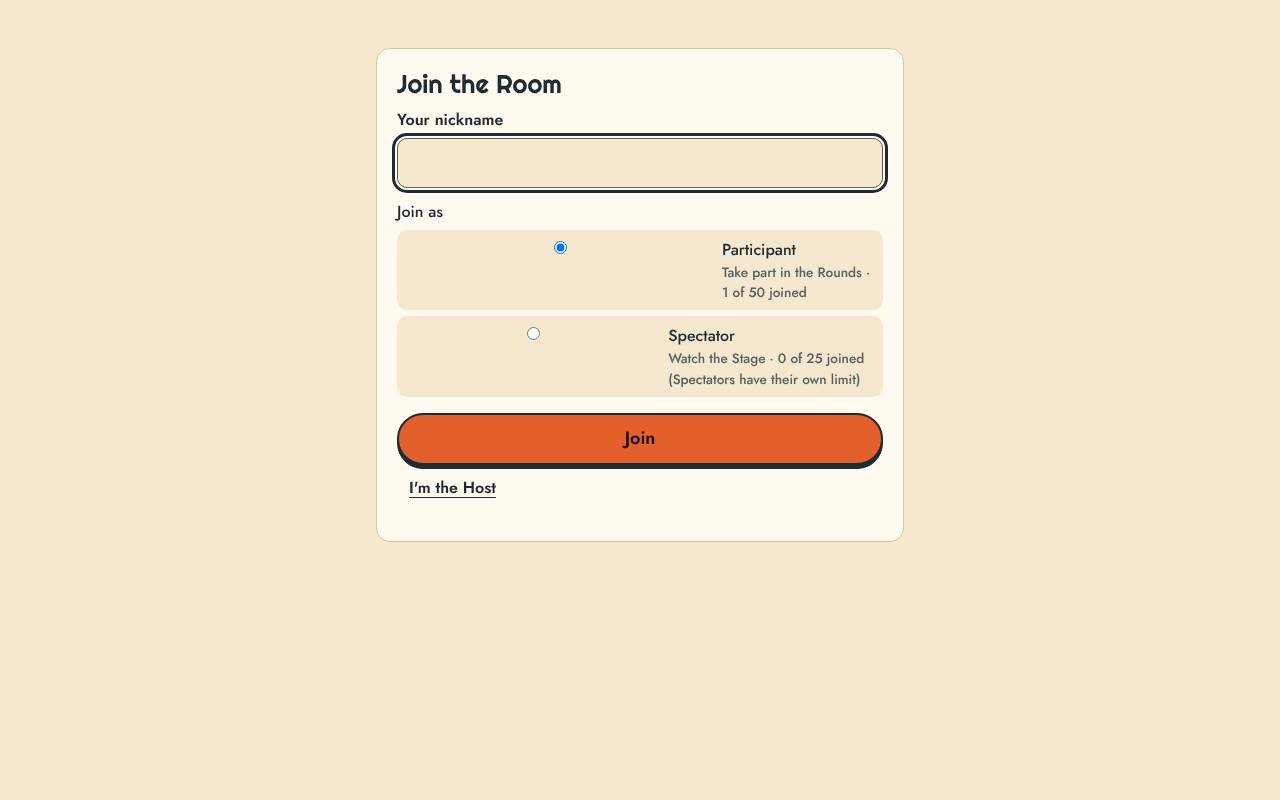 Join the Room
Your nickname
Join as
Participant
Take part in the Rounds ·
1 of 50 joined
Spectator
Watch the Stage · 0 of 25 joined
(Spectators have their own limit)
Join
I'm the Host